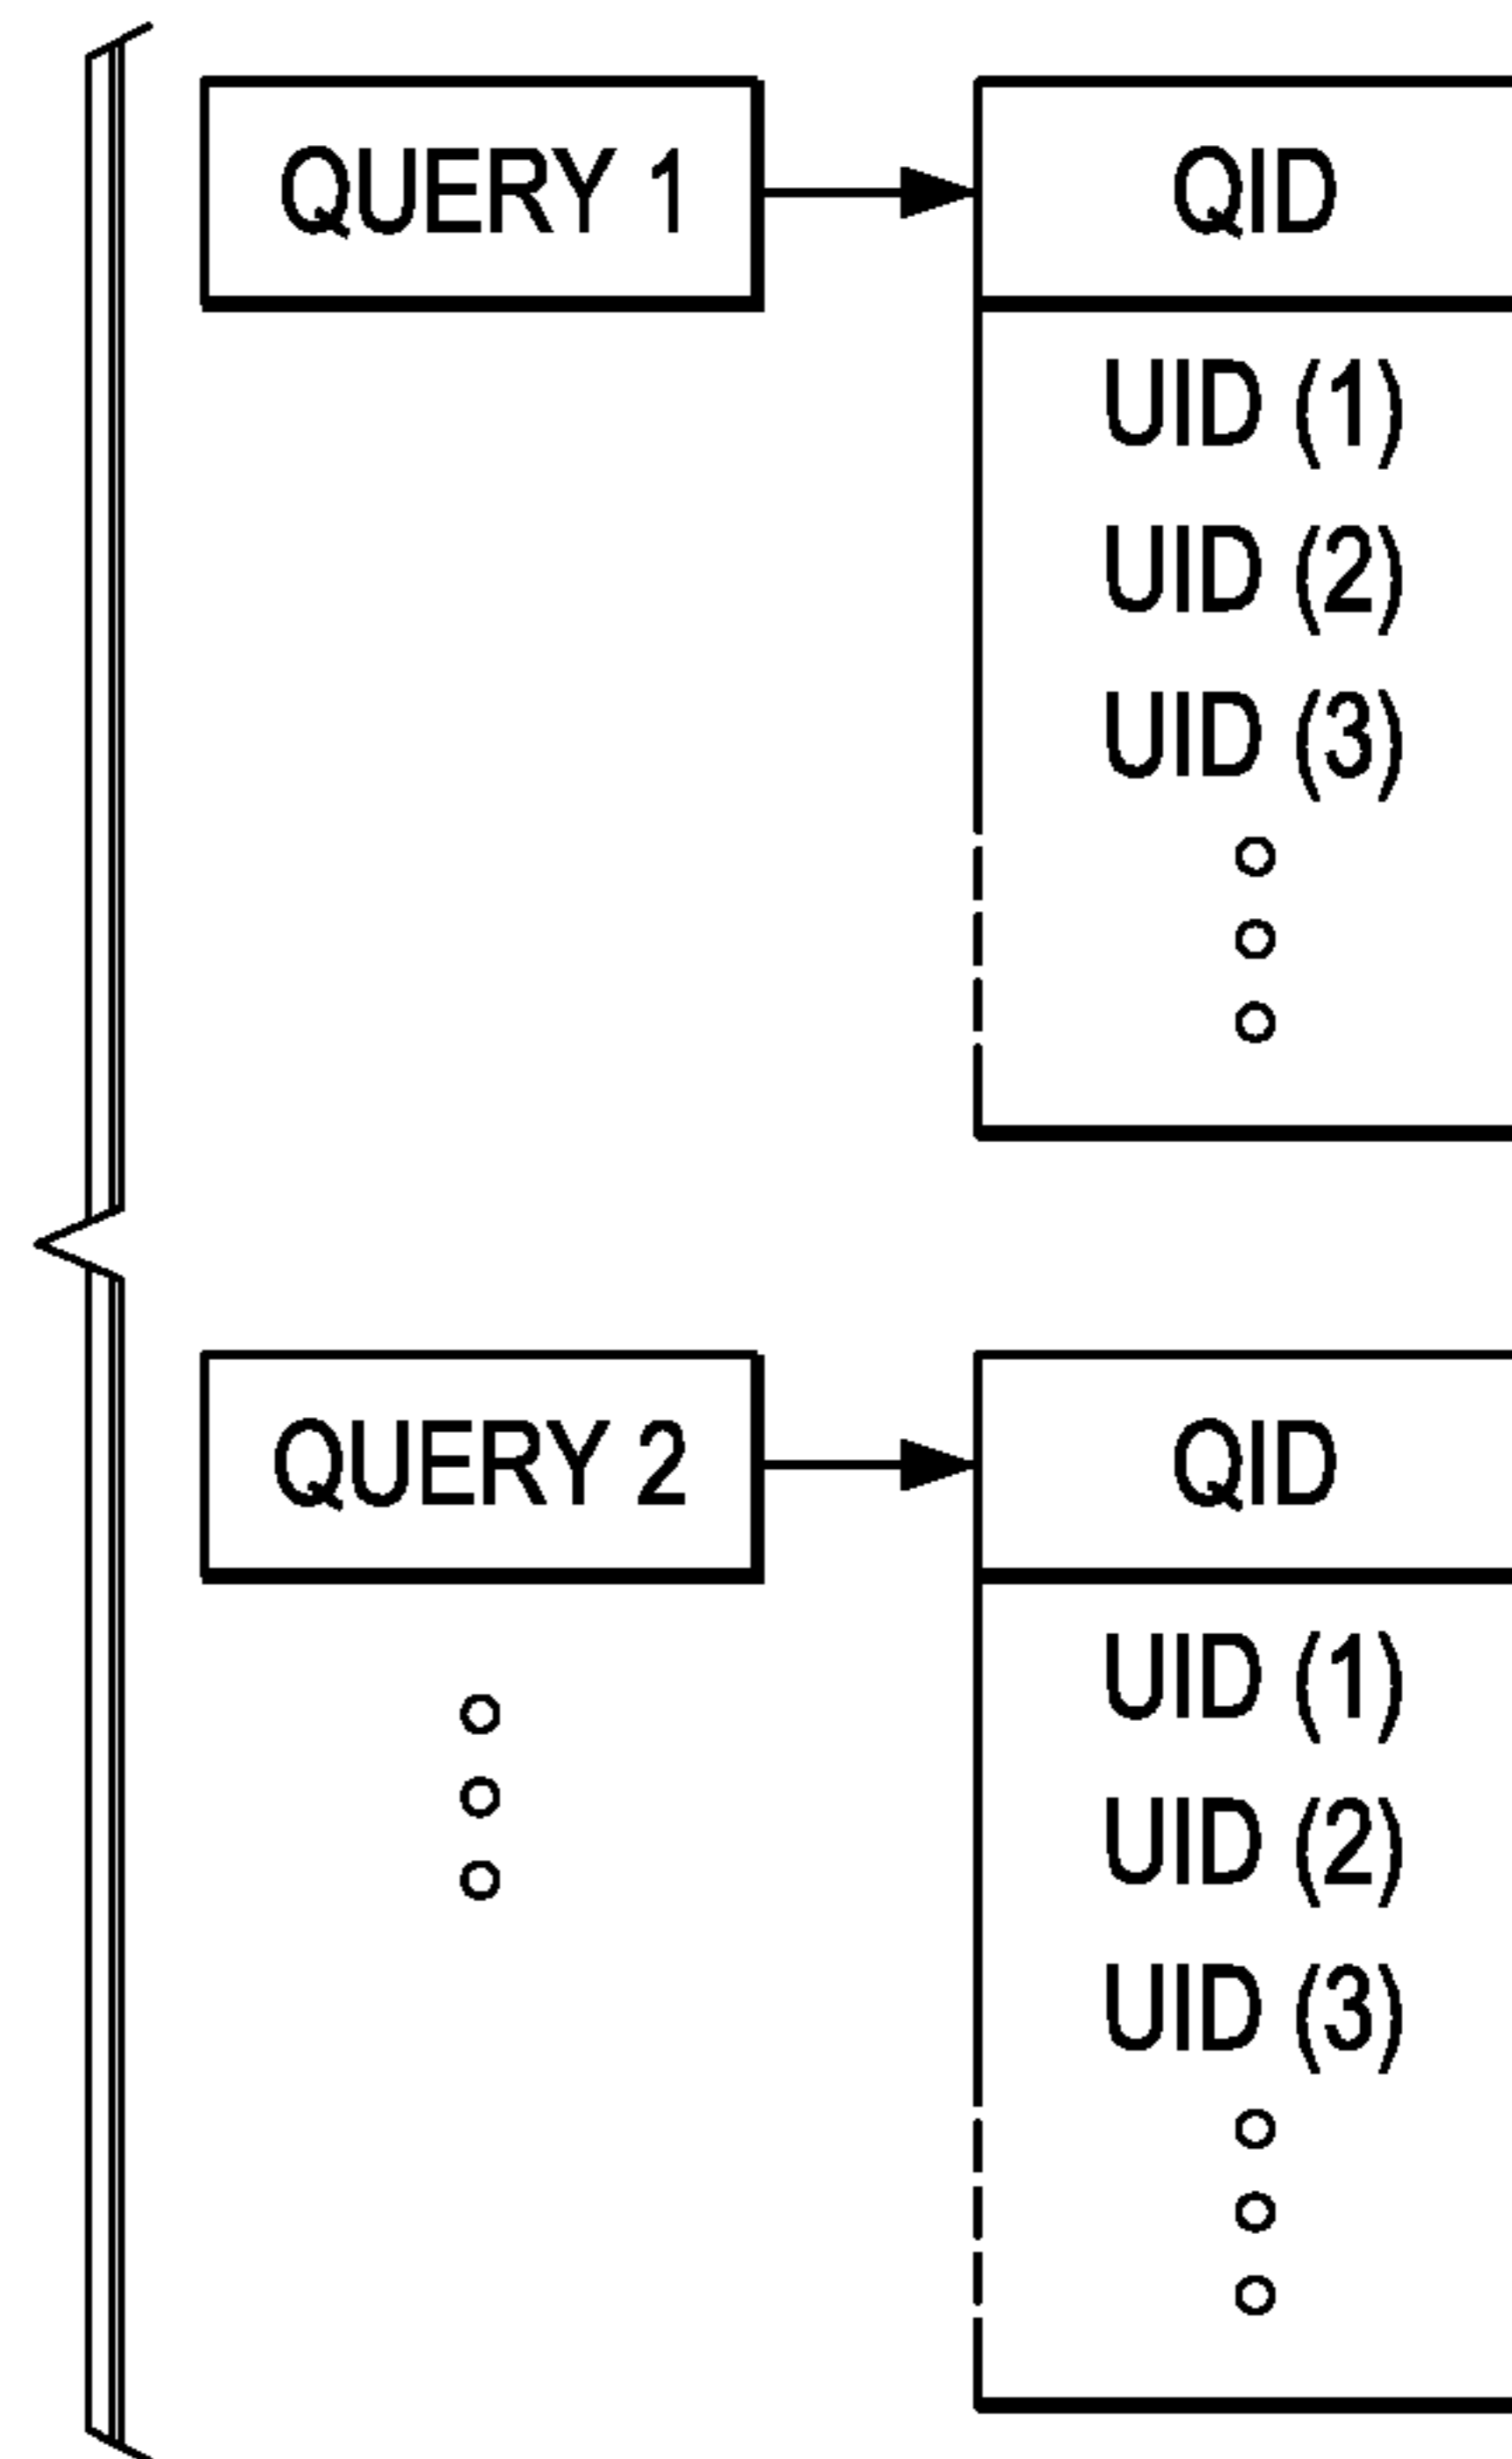 QUERY 1
QID
UID (1)
UID (2)
UID (3)
QUERY 2
QID
UID (1)
UID (2)
UID (3)